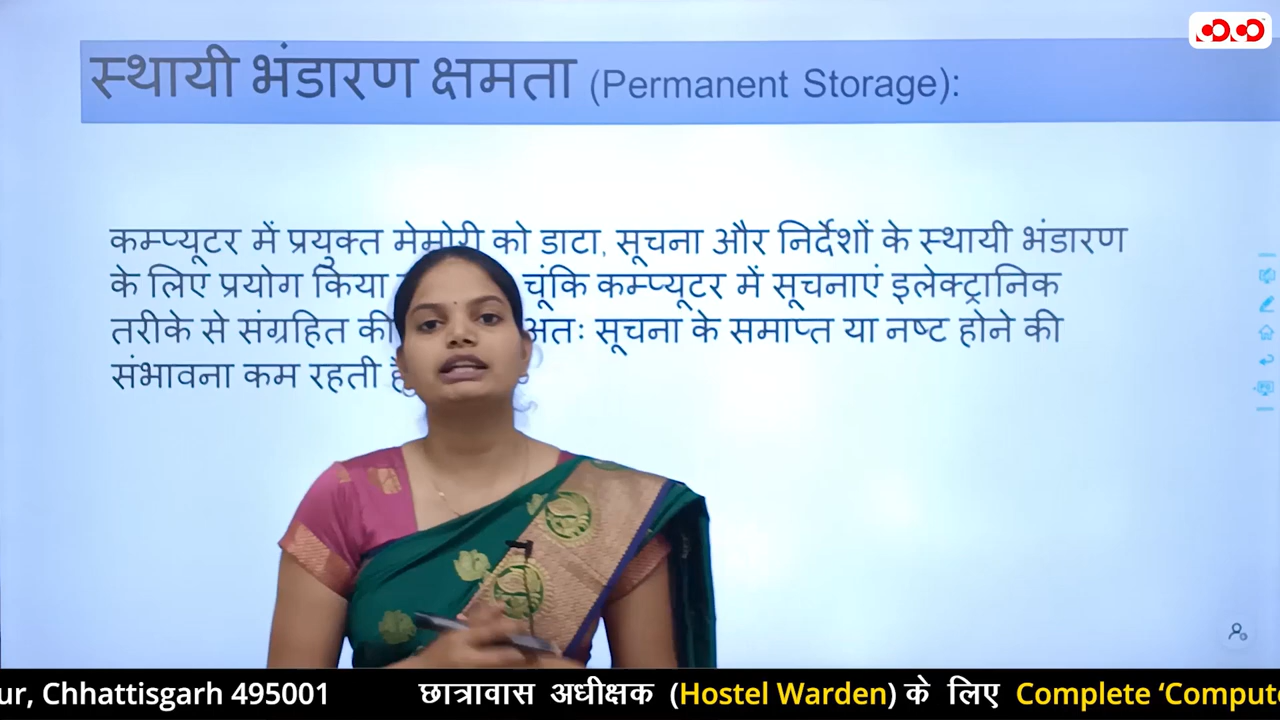 स्थायी भंडारण क्षमता (Permanent Storage):
कम्प्यूटर में प्रयुक्त मेमोरी को डाटा, सूचना और निर्देशों के स्थायी भंडारण
के लिए प्रयोग किया चूंकि कम्प्यूटर में सूचनाएं इलेक्ट्रानिक
तरीके से संग्रहित की अतः सूचना के समाप्त या नष्ट होने की
संभावना कम रहती
ur, Chhattisgarh 495001 छात्रावास अधीक्षक (Hostel Warden) के लिए Complete ‘Compute